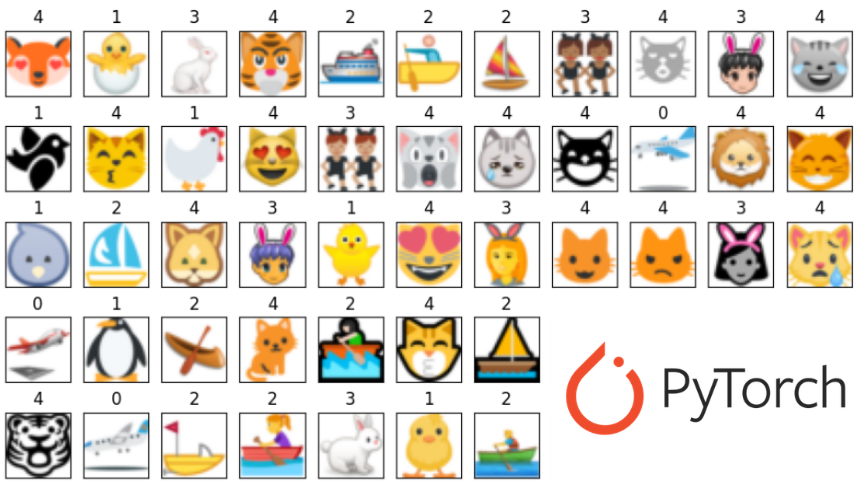 4 1 3 4 2 2 2 3 4 3 4
1 4 1 4 3 4 4 4 0 4 4
1 2 4 3 1 4 3 4 4 3 4
0 1 2 4 2 4 2
PyTorch
4 0 2 2 3 1 2